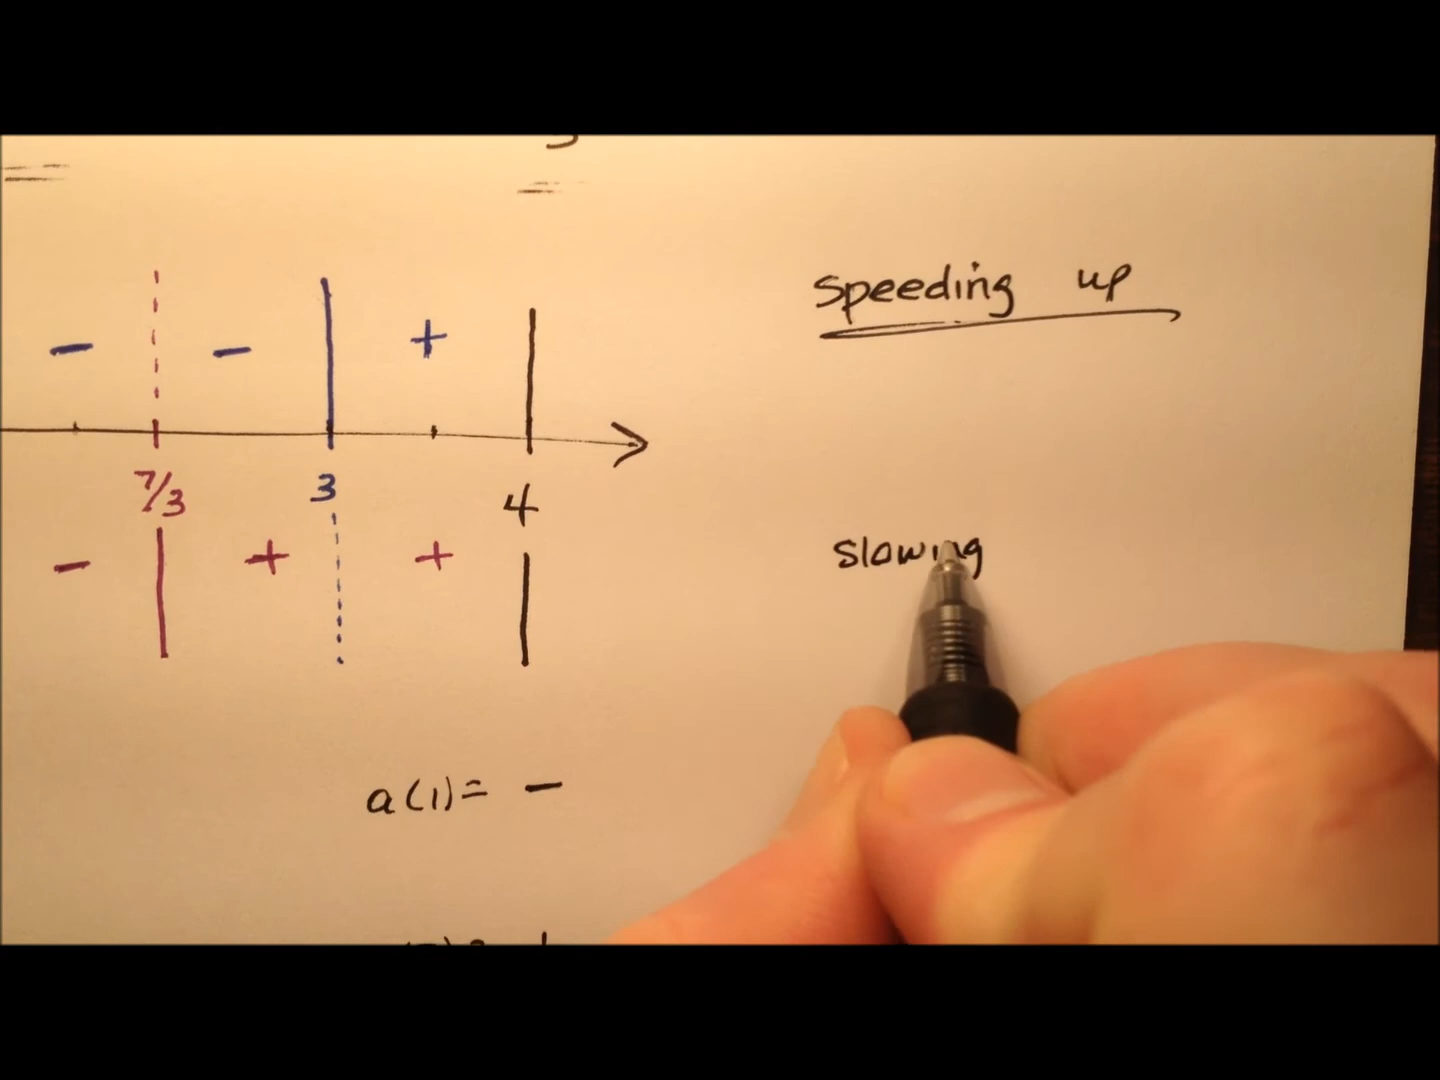 Speeding up
- - +
7/3 3 4
- + +
slowing
a(1) = -